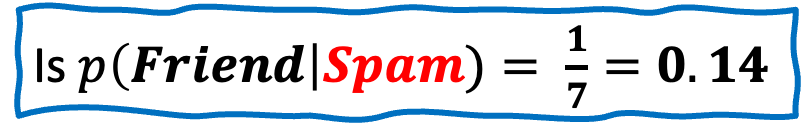 Is p(Friend|Spam) = 1/7 = 0.14